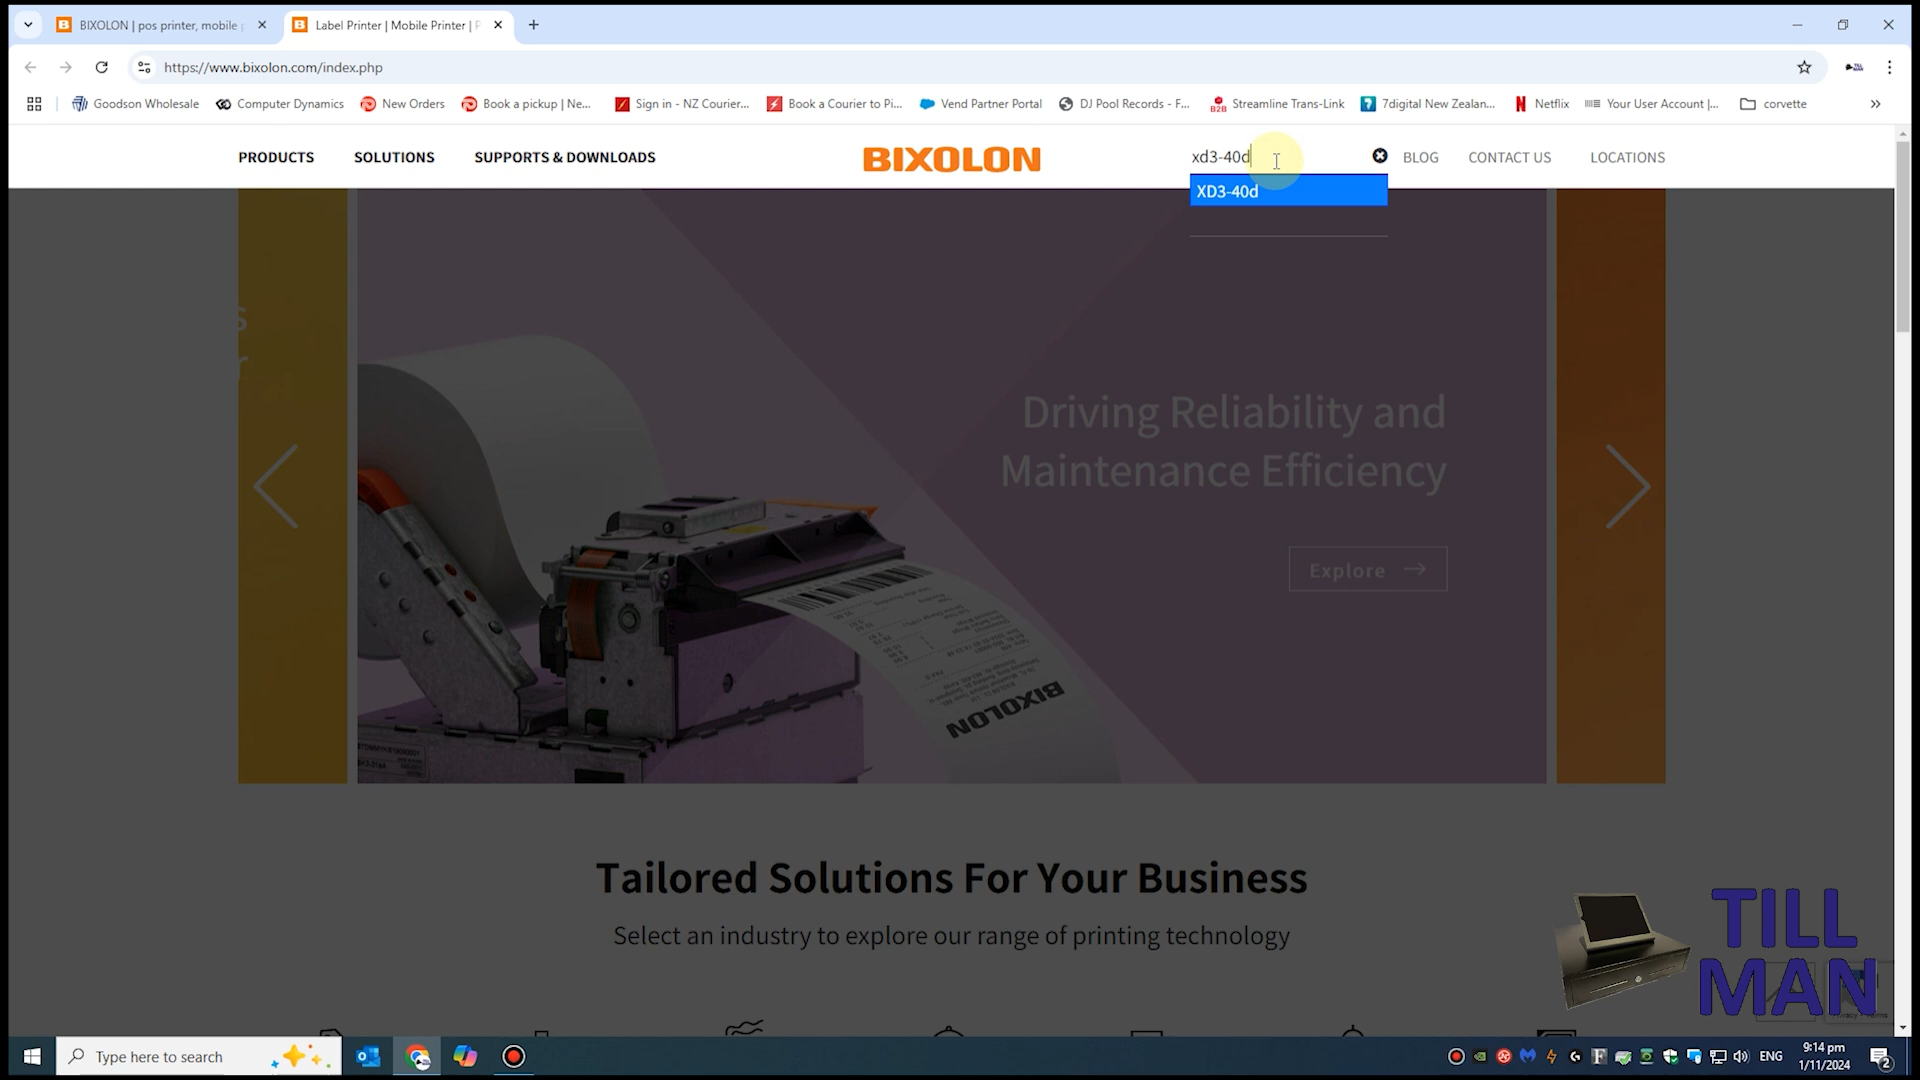 BIXOLON | pos printer, mobile p
Label Printer | Mobile Printer | P
https://www.bixolon.com/index.php
Goodson Wholesale
Computer Dynamics
New Orders
Book a pickup | Ne...
Sign in - NZ Courier...
Book a Courier to Pi...
Vend Partner Portal
DJ Pool Records - F...
B2B
Streamline Trans-Link
7digital New Zealan...
Netflix
Your User Account |...
corvette
PRODUCTS
SOLUTIONS
SUPPORTS & DOWNLOADS
BIXOLON
xd3-40d
BLOG
CONTACT US
LOCATIONS
XD3-40d
s
r
Driving Reliability and
Maintenance Efficiency
Explore
BIXOLON
Tailored Solutions For Your Business
Select an industry to explore our range of printing technology
TILL
MAN
Type here to search
ENG
9:14 pm
1/11/2024
2